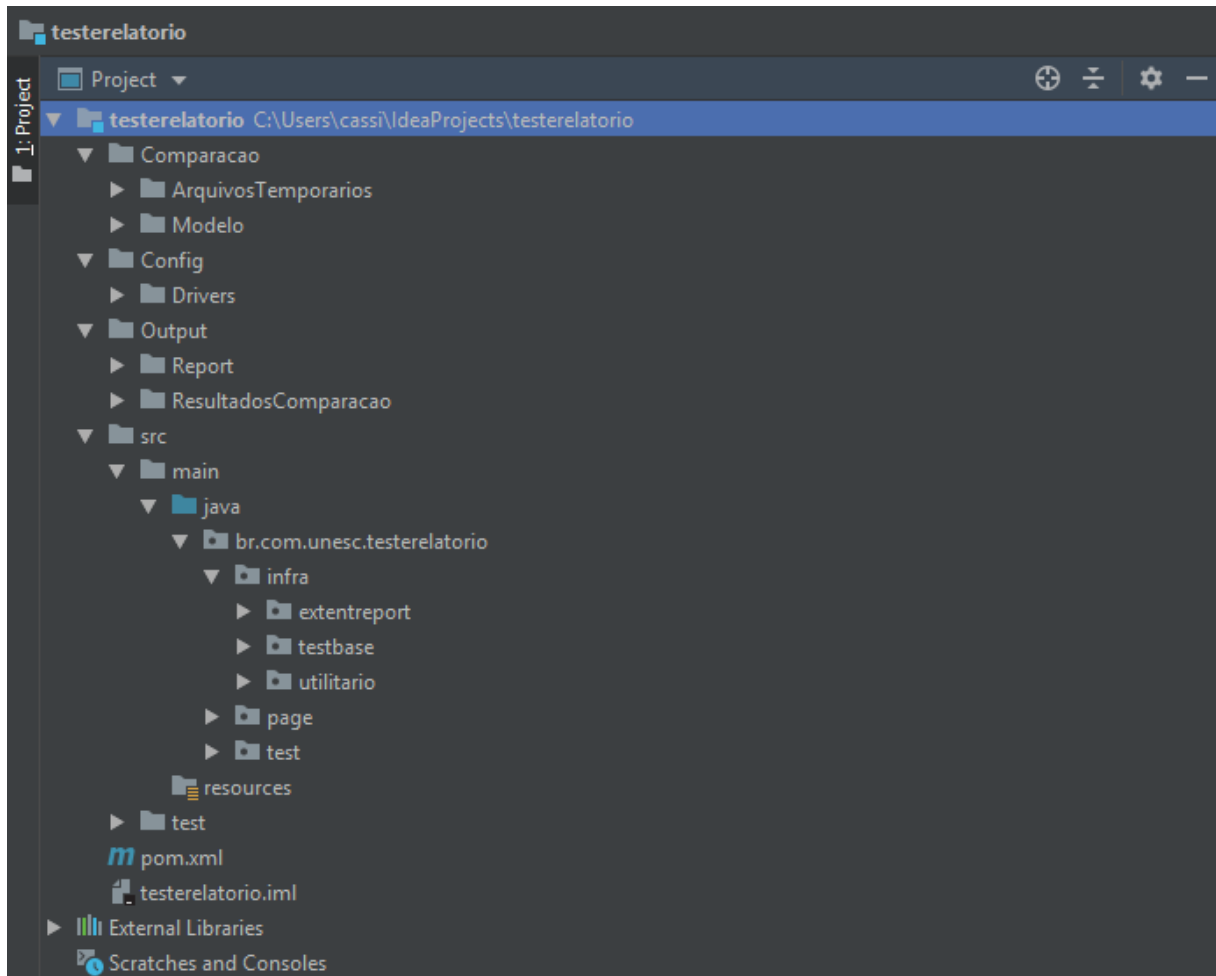 testerelatorio
1: Project
Project
testerelatorio C:\Users\cassi\IdeaProjects\testerelatorio
Comparacao
ArquivosTemporarios
Modelo
Config
Drivers
Output
Report
ResultadosComparacao
src
main
java
br.com.unesc.testerelatorio
infra
extentreport
testbase
utilitario
page
test
resources
test
m pom.xml
testerelatorio.iml
External Libraries
Scratches and Consoles